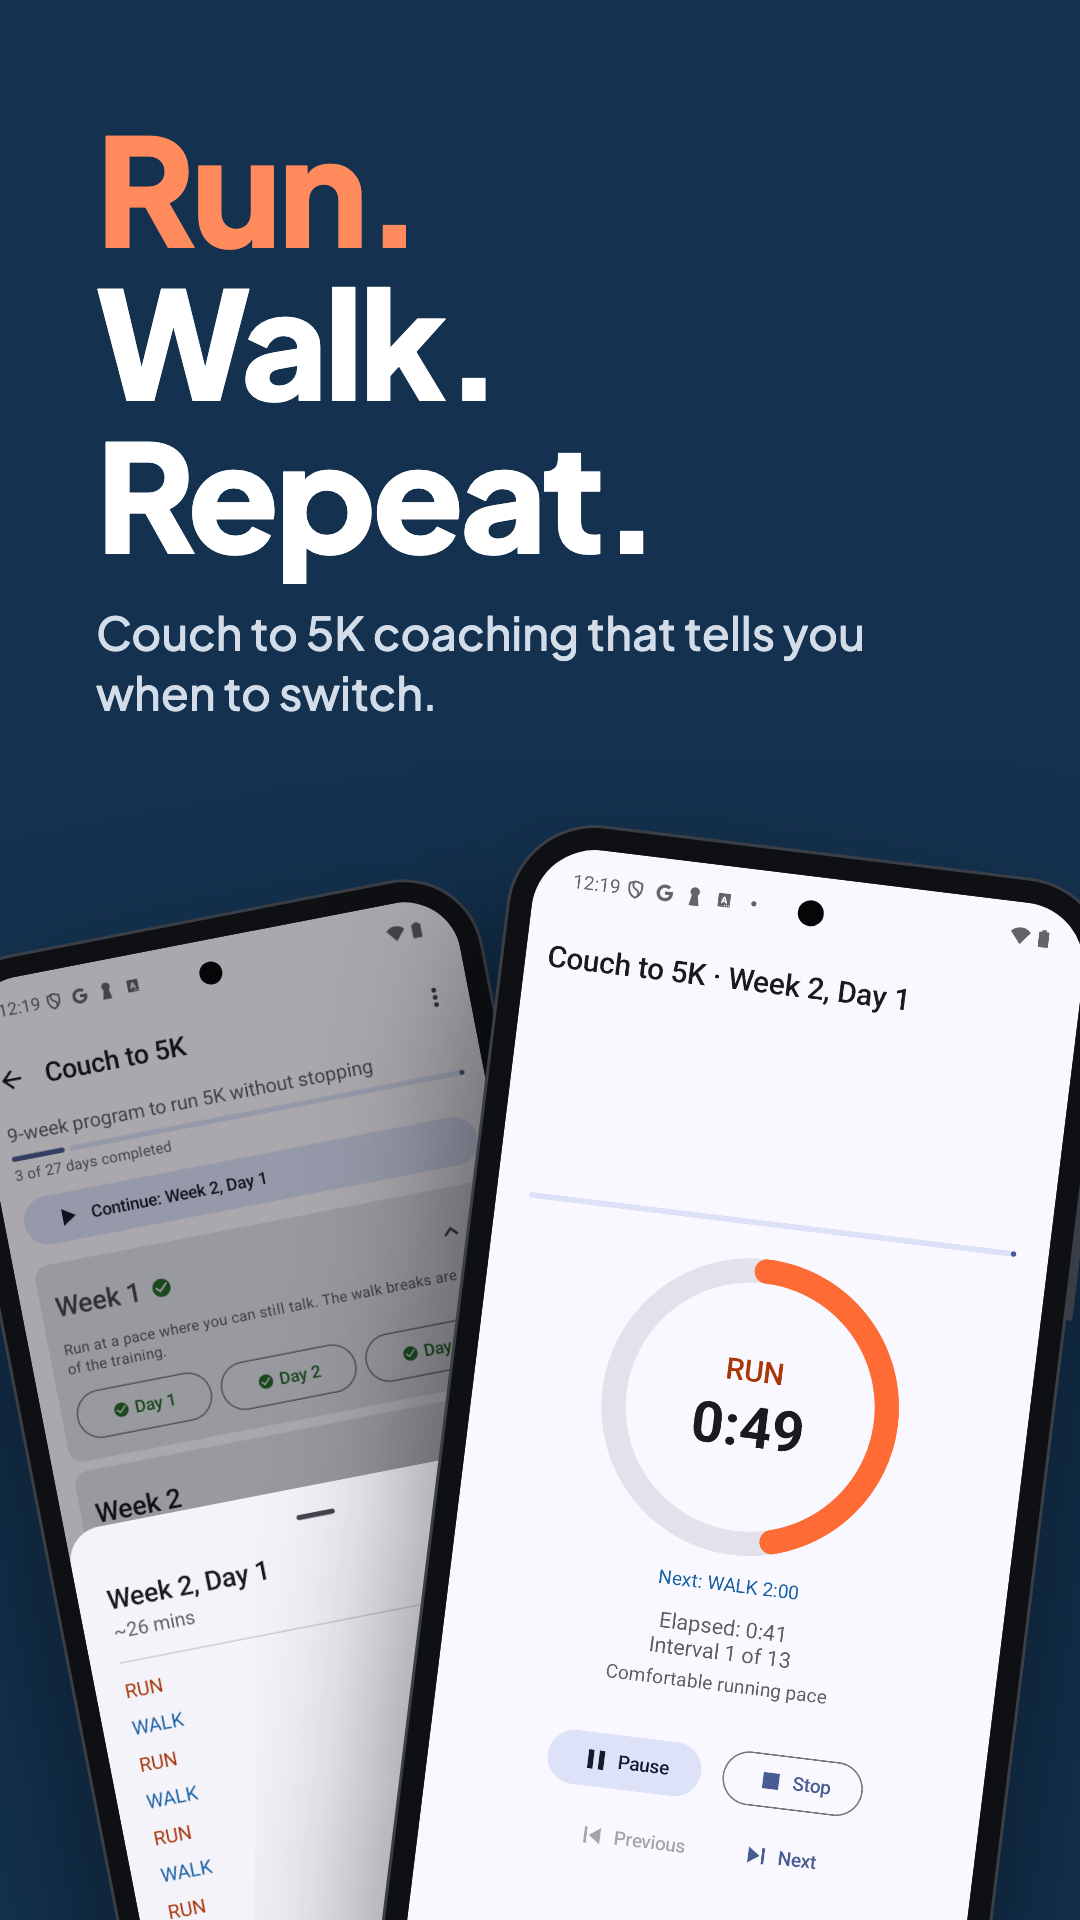 Run.
Walk.
Repeat.
Couch to 5K coaching that tells you
when to switch.
12:19
Couch to 5K
9-week program to run 5K without stopping
3 of 27 days completed
Continue: Week 2, Day 1
Week 1
Run at a pace where you can still talk. The walk breaks are
of the training.
Day 1
Day 2
Day
Week 2
Week 2, Day 1
~26 mins
RUN
WALK
RUN
WALK
RUN
WALK
RUN
12:19
Couch to 5K · Week 2, Day 1
RUN
0:49
Next: WALK 2:00
Elapsed: 0:41
Interval 1 of 13
Comfortable running pace
Pause
Stop
Previous
Next